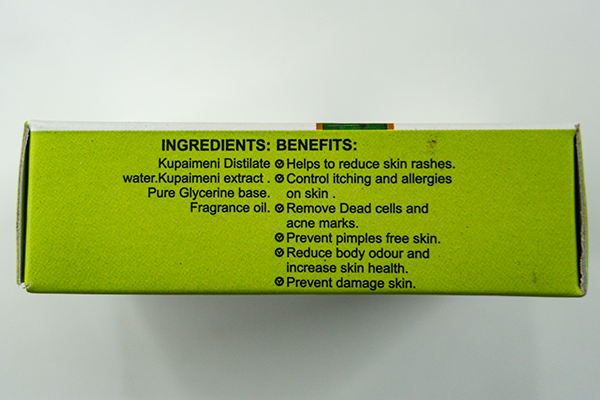 INGREDIENTS:
Kupaimeni Distilate
water.Kupaimeni extract .
Pure Glycerine base.
Fragrance oil.
BENEFITS:
Helps to reduce skin rashes.
Control itching and allergies
on skin .
Remove Dead cells and
acne marks.
Prevent pimples free skin.
Reduce body odour and
increase skin health.
Prevent damage skin.